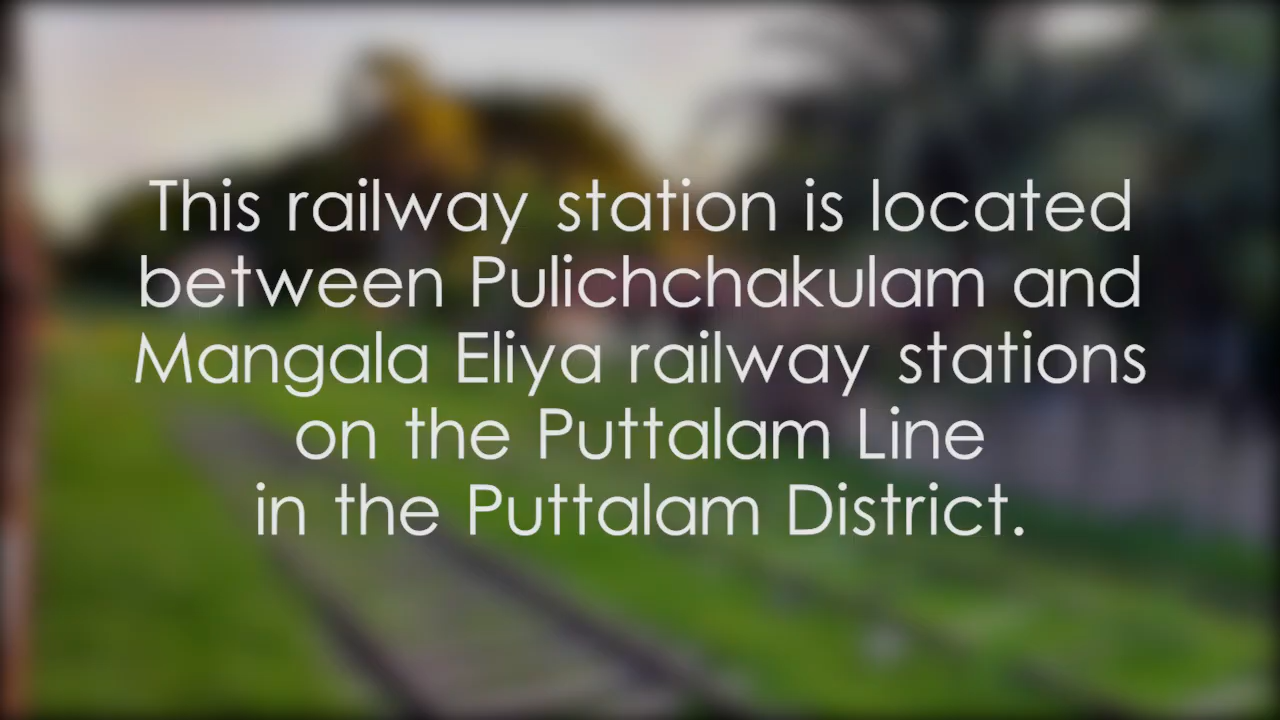 This railway station is located
between Pulichchakulam and
Mangala Eliya railway stations
on the Puttalam Line
in the Puttalam District.